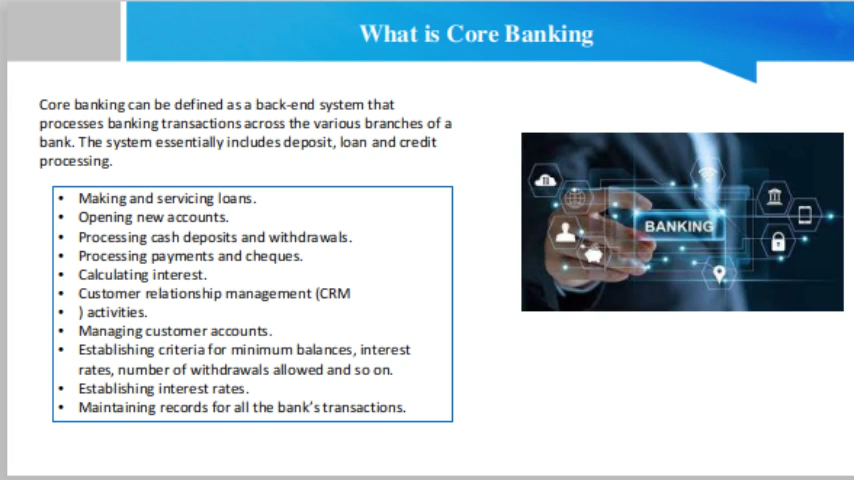 What is Core Banking
Core banking can be defined as a back-end system that
processes banking transactions across the various branches of a
bank. The system essentially includes deposit, loan and credit
processing.
• Making and servicing loans.
• Opening new accounts.
• Processing cash deposits and withdrawals.
• Processing payments and cheques.
• Calculating interest.
• Customer relationship management (CRM
• ) activities.
• Managing customer accounts.
• Establishing criteria for minimum balances, interest
rates, number of withdrawals allowed and so on.
• Establishing interest rates.
• Maintaining records for all the bank's transactions.
BANKING